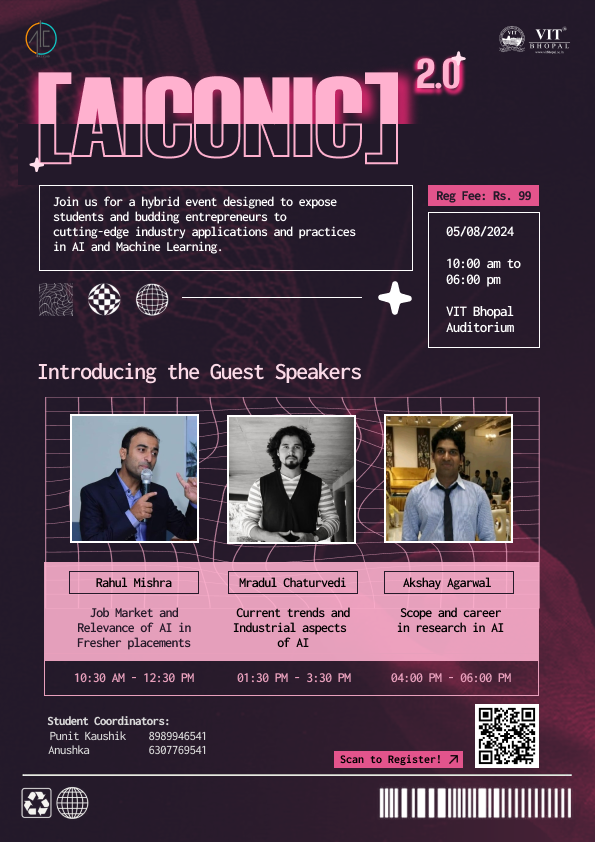 VIT
BHOPAL
[AICONIC]
2.0
Join us for a hybrid event designed to expose
students and budding entrepreneurs to
cutting-edge industry applications and practices
in AI and Machine Learning.
Reg Fee: Rs. 99
05/08/2024
10:00 am to
06:00 pm
VIT Bhopal
Auditorium
Introducing the Guest Speakers
Rahul Mishra
Job Market and
Relevance of AI in
Fresher placements
10:30 AM - 12:30 PM
Mradul Chaturvedi
Current trends and
Industrial aspects
of AI
01:30 PM - 3:30 PM
Akshay Agarwal
Scope and career
in research in AI
04:00 PM - 06:00 PM
Student Coordinators:
Punit Kaushik 8989946541
Anushka 6307769541
Scan to Register!